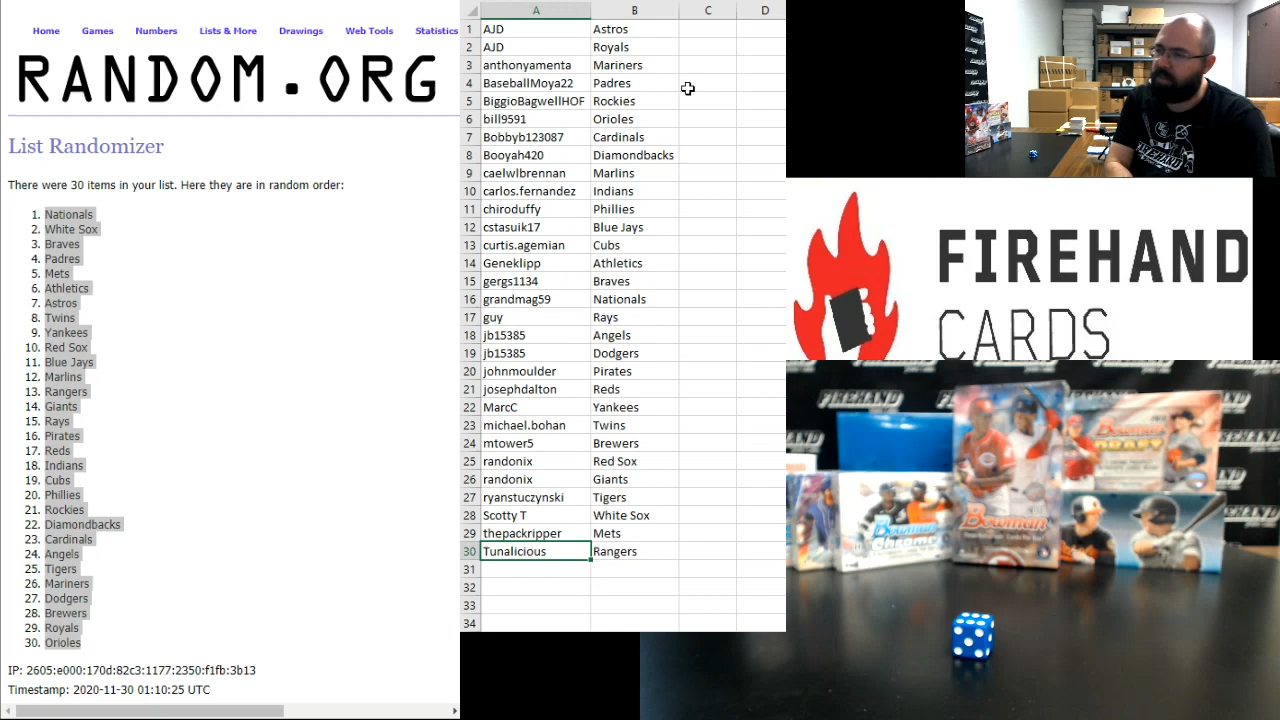 Home Games Numbers Lists & More Drawings Web Tools Statistics
RANDOM.ORG
List Randomizer
There were 30 items in your list. Here they are in random order:
1. Nationals
2. White Sox
3. Braves
4. Padres
5. Mets
6. Athletics
7. Astros
8. Twins
9. Yankees
10. Red Sox
11. Blue Jays
12. Marlins
13. Rangers
14. Giants
15. Rays
16. Pirates
17. Reds
18. Indians
19. Cubs
20. Phillies
21. Rockies
22. Diamondbacks
23. Cardinals
24. Angels
25. Tigers
26. Mariners
27. Dodgers
28. Brewers
29. Royals
30. Orioles
IP: 2605:e000:170d:82c3:1177:2350:f1fb:3b13
Timestamp: 2020-11-30 01:10:25 UTC
A B C D
1 AJD Astros
2 AJD Royals
3 anthonyamenta Mariners
4 BaseballMoya22 Padres
5 BiggioBagwellHOF Rockies
6 bill9591 Orioles
7 Bobbyb123087 Cardinals
8 Booyah420 Diamondbacks
9 caelwlbrennan Marlins
10 carlos.fernandez Indians
11 chiroduffy Phillies
12 cstasuik17 Blue Jays
13 curtis.agemian Cubs
14 Geneklipp Athletics
15 gergs1134 Braves
16 grandmag59 Nationals
17 guy Rays
18 jb15385 Angels
19 jb15385 Dodgers
20 johnmoulder Pirates
21 josephdalton Reds
22 MarcC Yankees
23 michael.bohan Twins
24 mtower5 Brewers
25 randonix Red Sox
26 randonix Giants
27 ryanstuczynski Tigers
28 Scotty T White Sox
29 thepackripper Mets
30 Tunalicious Rangers
31
32
33
34
FIREHAND
CARDS
FIREHAND
FIREHAND
Bowman
DRAFT
Bowman
CHROME
Bowman